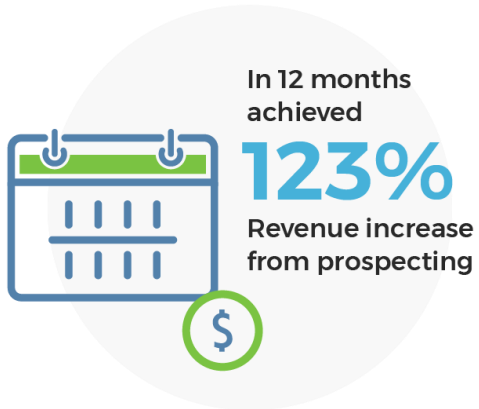 In 12 months
achieved
123%
Revenue increase
from prospecting
$